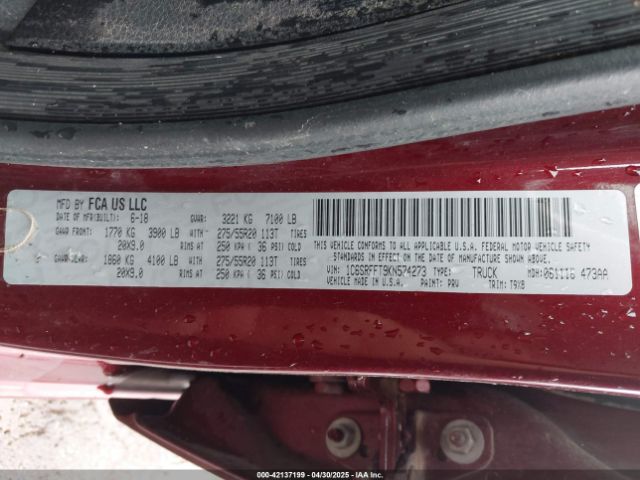 MFD BY FCA US LLC
DATE OF MFR(BUILT): 6-18 GVWR: 3221 KG 7100 LB
GAWR FRONT: 1770 KG 3900 LB 275/55R20 113T TIRES
20X9.0 RIMS AT 250 KPA ( 36 PSI) COLD
GAWR REAR: 1860 KG 4100 LB 275/55R20 113T TIRES
20X9.0 RIMS AT 250 KPA ( 36 PSI) COLD
THIS VEHICLE CONFORMS TO ALL APPLICABLE U.S.A. FEDERAL MOTOR VEHICLE SAFETY
STANDARDS IN EFFECT ON THE DATE OF MANUFACTURE SHOWN ABOVE.
VIN: 1C6SRFFT9KN574273 TYPE: TRUCK MDH: 061116 473AA
VEHICLE MADE IN U.S.A. PAINT: PRV TRIM: T9X8
00-42137199 - 04/30/2025 - COPYRIGHT IAA, LLC.